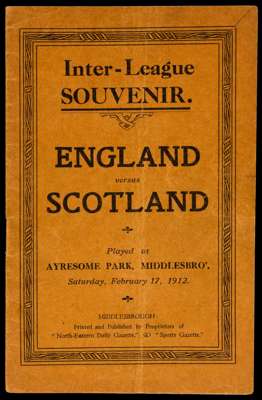 Inter-League
SOUVENIR.
ENGLAND
versus
SCOTLAND
Played at
AYRESOME PARK, MIDDLESBRO',
Saturday, February 17, 1912.
MIDDLESBROUGH:
Printed and Published by Proprietors of
"North-Eastern Daily Gazette," & "Sports Gazette."